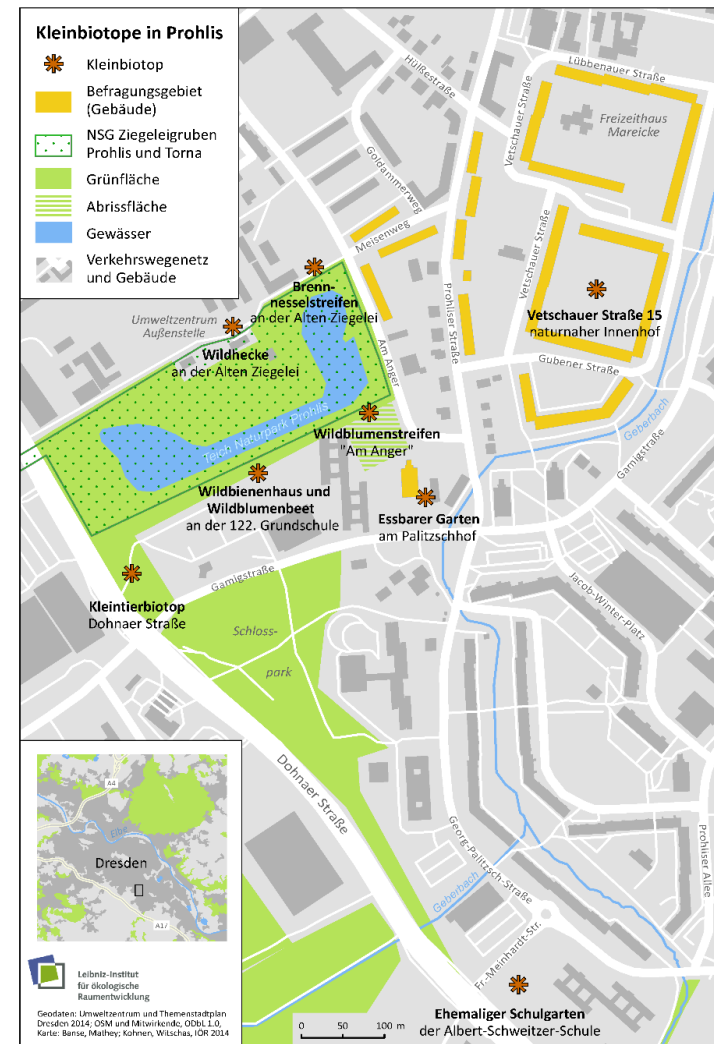 Kleinbiotope in Prohlis
Kleinbiotop
Befragungsgebiet
(Gebäude)
NSG Ziegeleigruben
Prohlis und Torna
Grünfläche
Abrissfläche
Gewässer
Verkehrswegenetz
und Gebäude
Hülßestraße
Lübbenauer Straße
Vetschauer Straße
Freizeithaus
Mareicke
Goldammerweg
Meisenweg
Prohliser Straße
Vetschauer Straße
Brenn-
nesselstreifen
an der Alten Ziegelei
Umweltzentrum
Außenstelle
Wildhecke
an der Alten Ziegelei
Am Anger
Vetschauer Straße 15
naturnaher Innenhof
Gubener Straße
Geberbach
Gamigstraße
Teich Naturpark Prohlis
Wildblumenstreifen
"Am Anger"
Wildbienenhaus und
Wildblumenbeet
an der 122. Grundschule
Essbarer Garten
am Palitzschhof
Gamigstraße
Kleintierbiotop
Dohnaer Straße
Schloss-
park
Jacob-Winter-Platz
Dohnaer Straße
Georg-Palitzsch-Straße
Prohliser Allee
Geberbach
Fr.-Meinhardt-Str.
Ehemaliger Schulgarten
der Albert-Schweitzer-Schule
A4
Elbe
Dresden
A17
Leibniz-Institut
für ökologische
Raumentwicklung
Geodaten: Umweltzentrum und Themenstadtplan
Dresden 2014; OSM und Mitwirkende, ODbL 1.0,
Karte: Banse, Mathey; Kohnen, Witschas, IÖR 2014
0 50 100 m